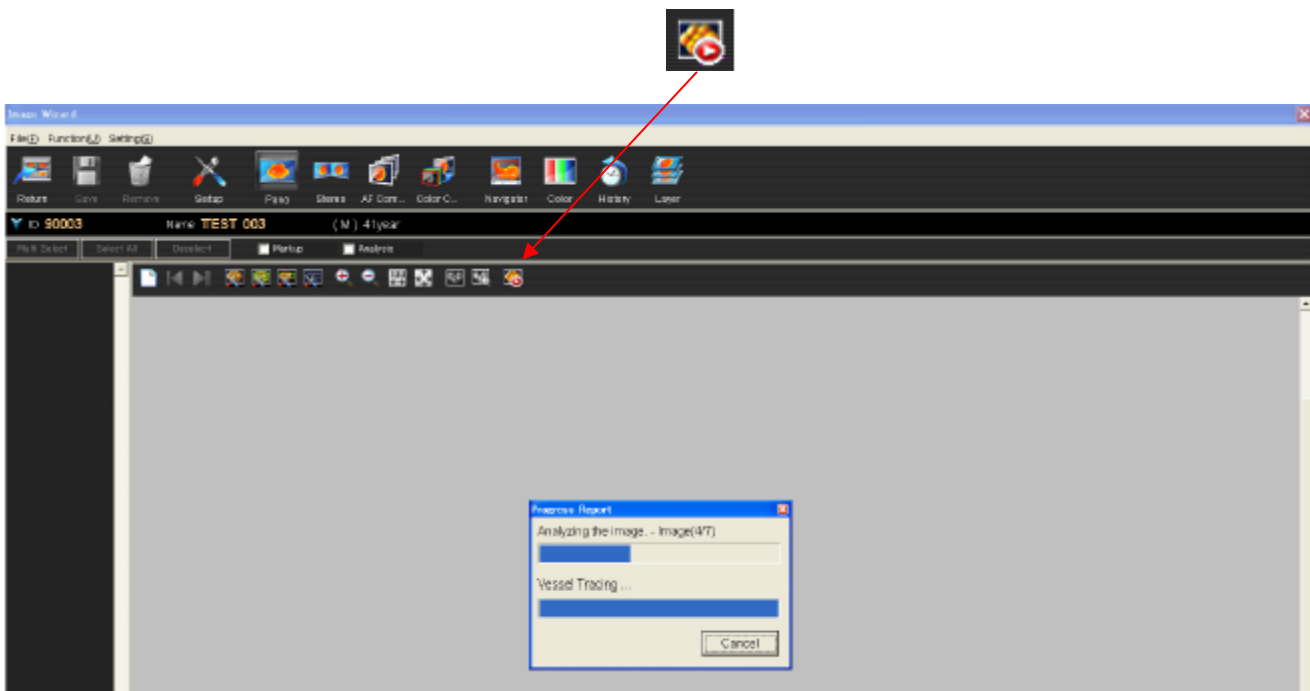 Image Wizard
File(F) Function(U) Setting(S)
Return Save Remove Setup Pano Stereo AF Com... Color C... Navigator Color History Layer
ID 90003 Name TEST 003 ( M ) 41year
Multi Select Select All Deselect Markup Analysis
Progress Report
Analyzing the image. - Image(4/7)
Vessel Tracing ...
Cancel